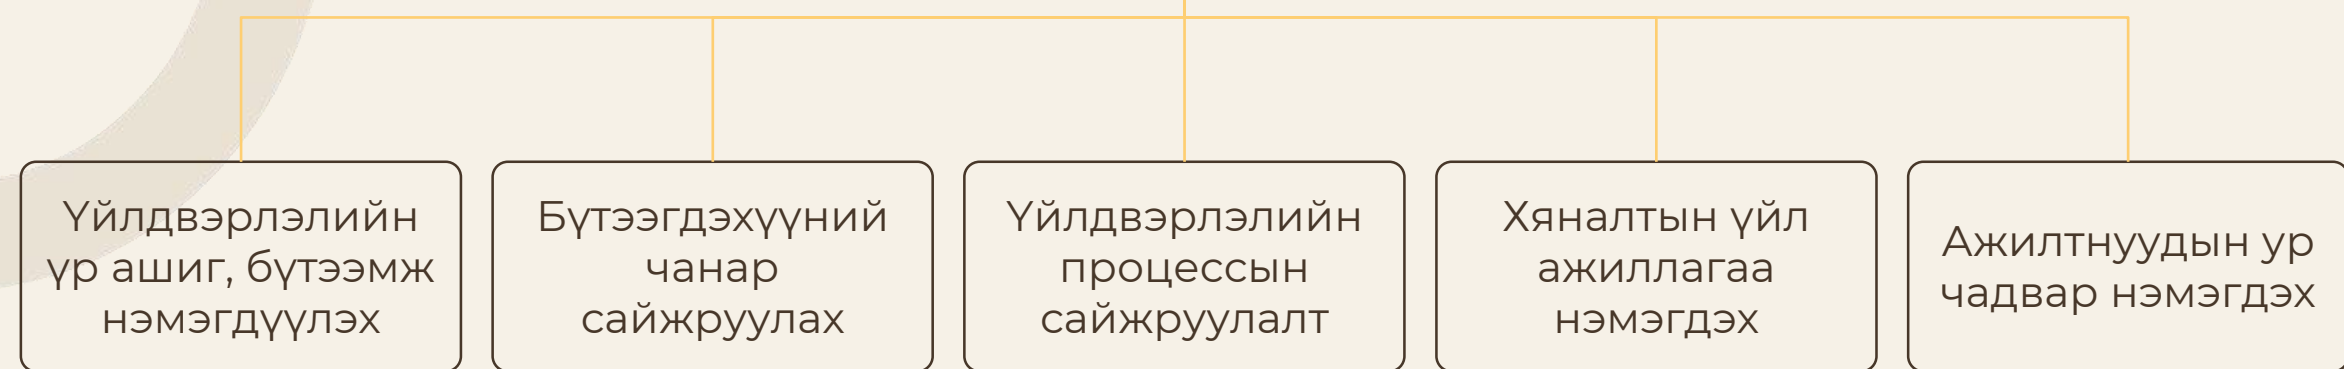 Үйлдвэрлэлийн
үр ашиг, бүтээмж
нэмэгдүүлэх
Бүтээгдэхүүний
чанар
сайжруулах
Үйлдвэрлэлийн
процессын
сайжруулалт
Хяналтын үйл
ажиллагаа
нэмэгдэх
Ажилтнуудын ур
чадвар нэмэгдэх